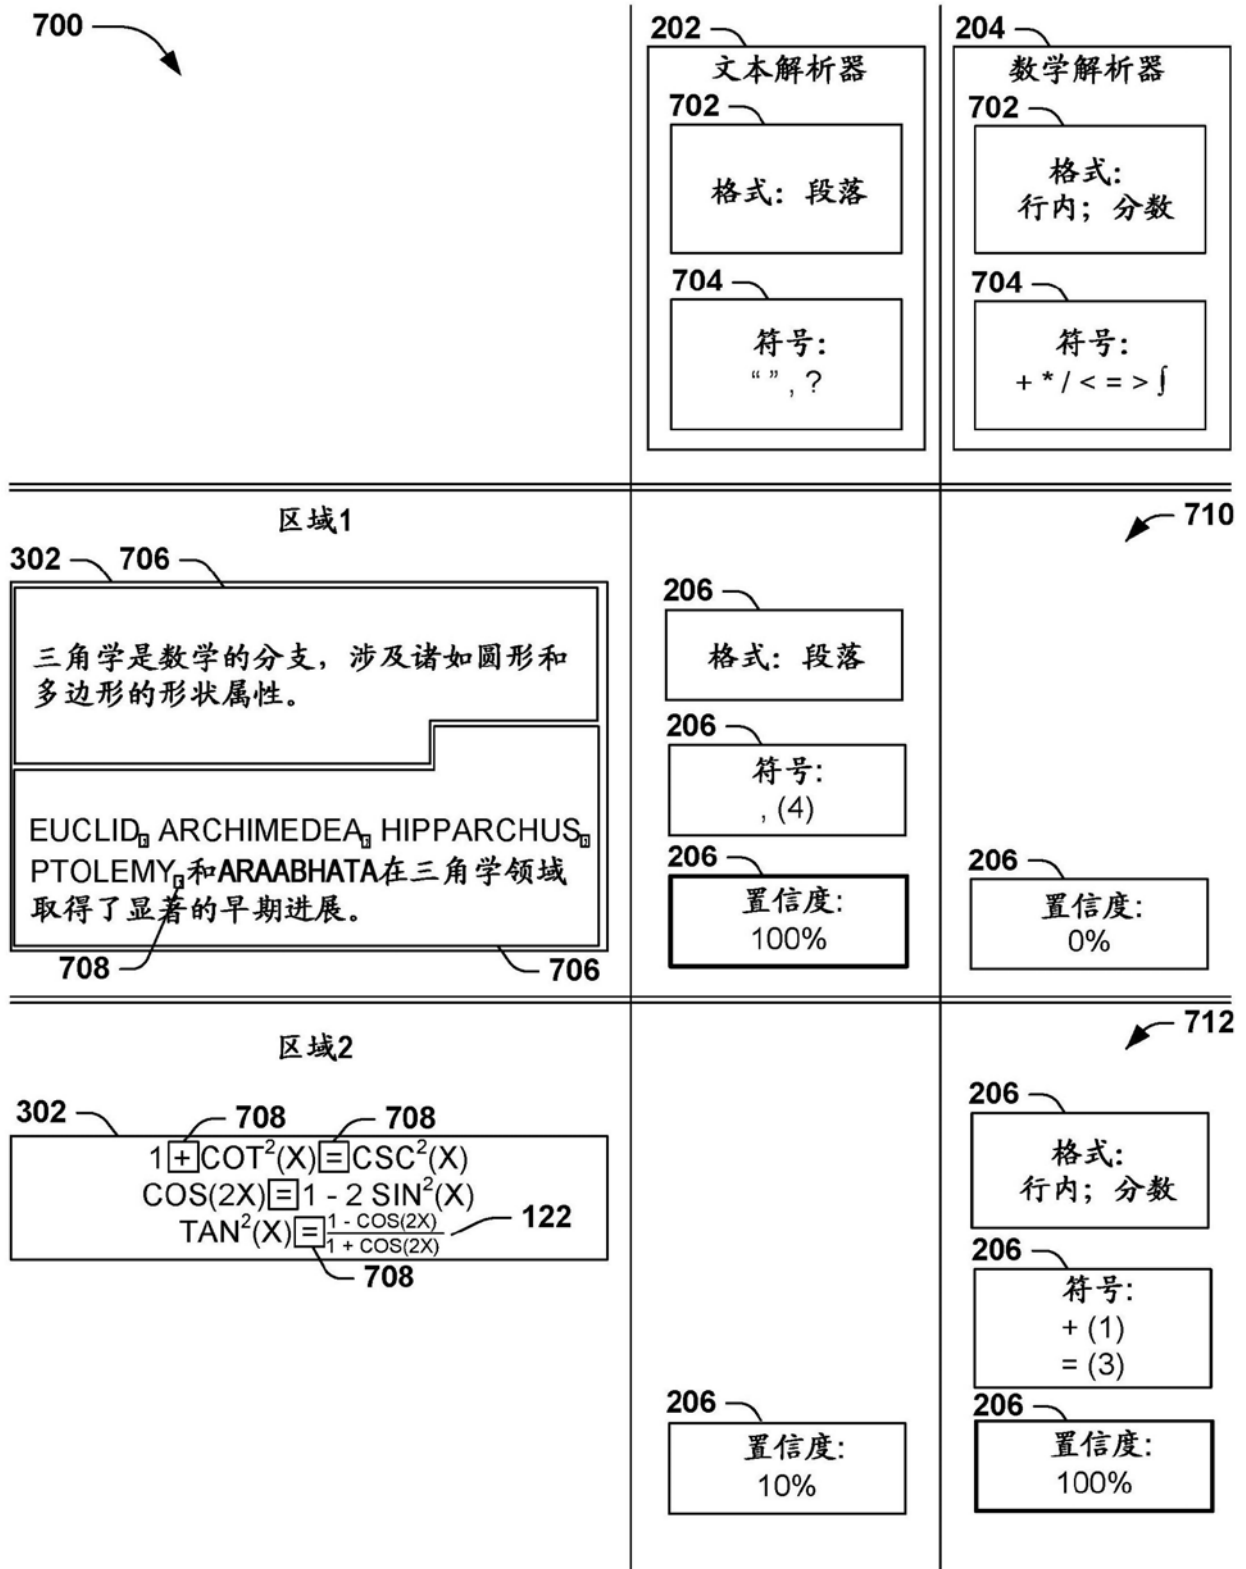 700
202
204
文本解析器
数学解析器
702
702
格式：段落
格式：
行内；分数
704
704
符号：
“ ” , ?
符号：
+ * / < = > ∫
区域1
710
302
706
三角学是数学的分支，涉及诸如圆形和
多边形的形状属性。
EUCLID, ARCHIMEDEA, HIPPARCHUS,
PTOLEMY,和ARAABHATA在三角学领域
取得了显著的早期进展。
708
706
206
格式：段落
206
符号：
, (4)
206
置信度：
100%
206
置信度：
0%
区域2
712
302
708
708
1+COT²(X)=CSC²(X)
COS(2X)=1 - 2 SIN²(X)
TAN²(X)=1 - COS(2X)
1 + COS(2X)
122
708
206
置信度：
10%
206
格式：
行内；分数
206
符号：
+ (1)
= (3)
206
置信度：
100%